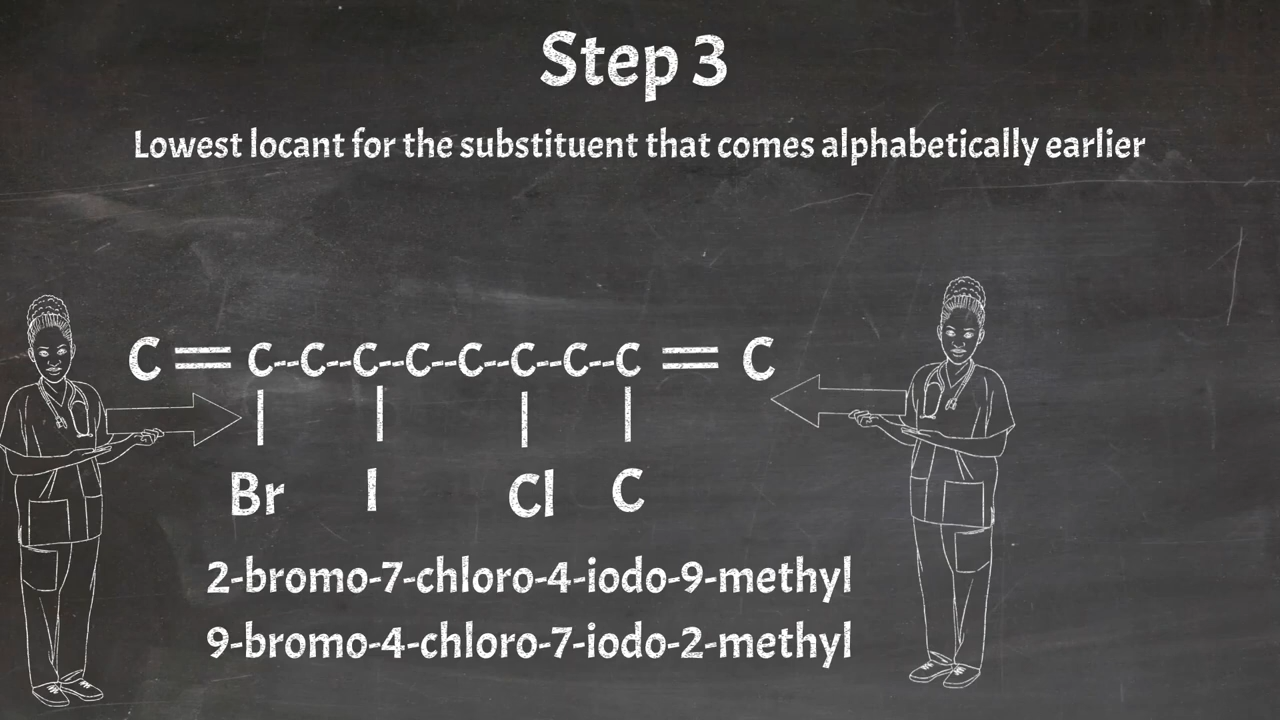 Step 3
Lowest locant for the substituent that comes alphabetically earlier
C = C--C--C--C--C--C--C--C = C
| | | |
Br I Cl C
2-bromo-7-chloro-4-iodo-9-methyl
9-bromo-4-chloro-7-iodo-2-methyl